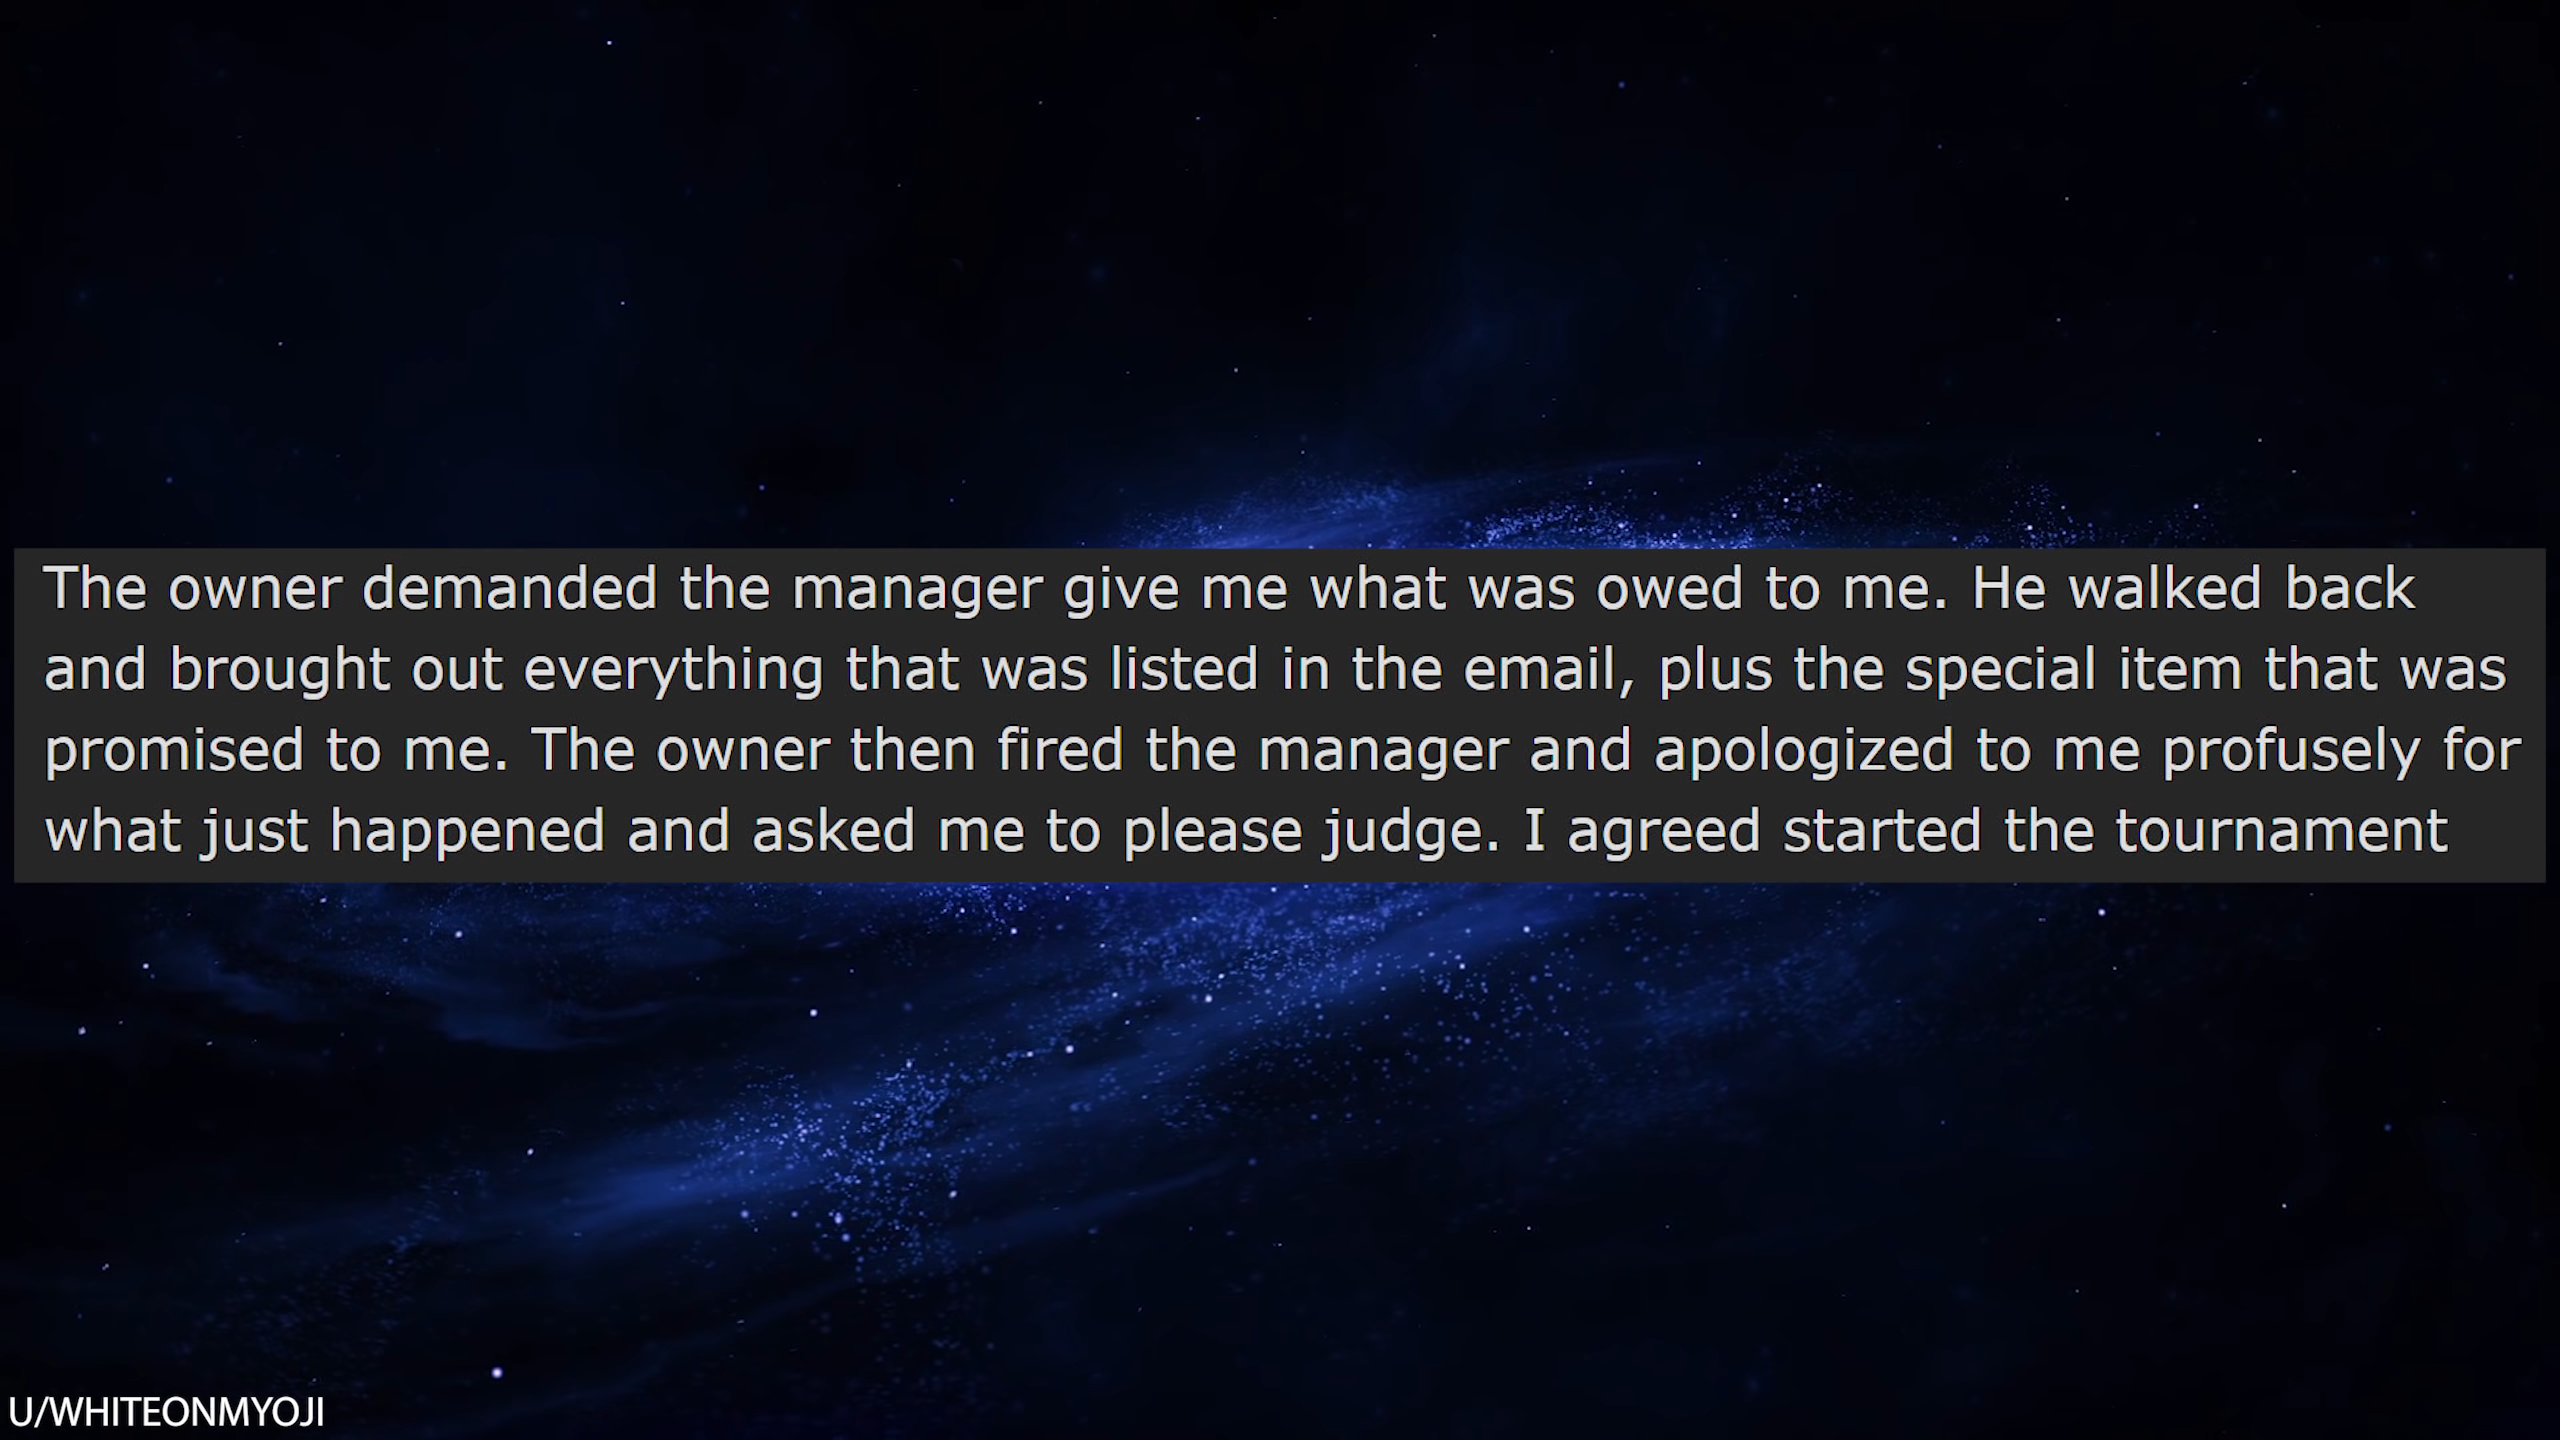 The owner demanded the manager give me what was owed to me. He walked back
and brought out everything that was listed in the email, plus the special item that was
promised to me. The owner then fired the manager and apologized to me profusely for
what just happened and asked me to please judge. I agreed started the tournament
U/WHITEONMYOJI